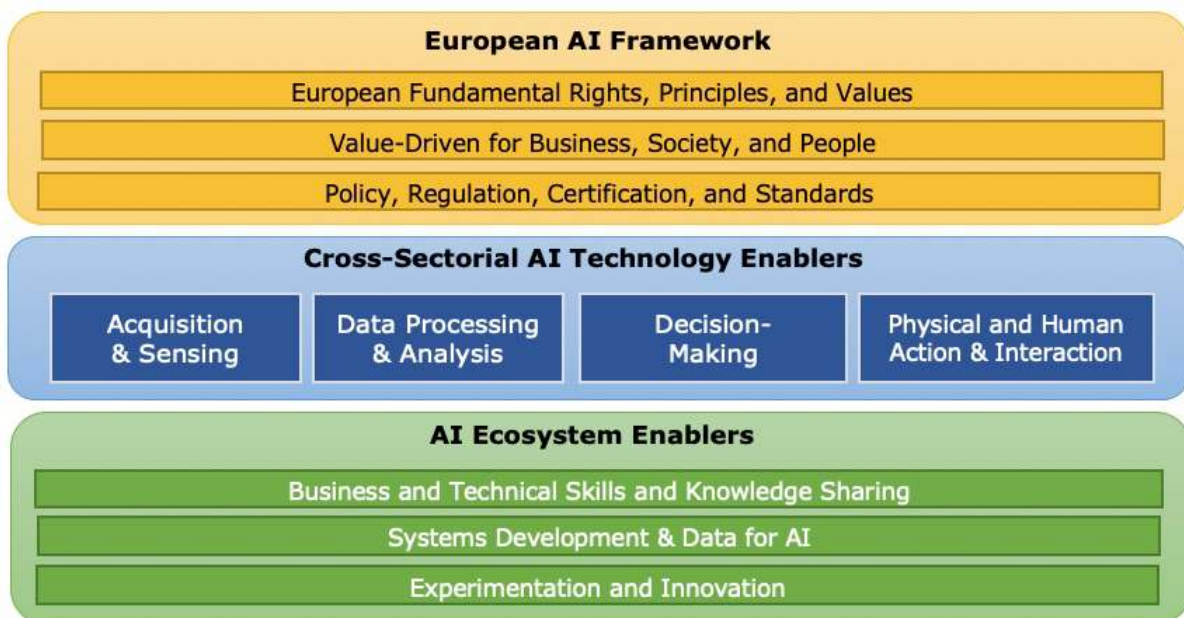 European AI Framework
European Fundamental Rights, Principles, and Values
Value-Driven for Business, Society, and People
Policy, Regulation, Certification, and Standards
Cross-Sectorial AI Technology Enablers
Acquisition
& Sensing
Data Processing
& Analysis
Decision-
Making
Physical and Human
Action & Interaction
AI Ecosystem Enablers
Business and Technical Skills and Knowledge Sharing
Systems Development & Data for AI
Experimentation and Innovation